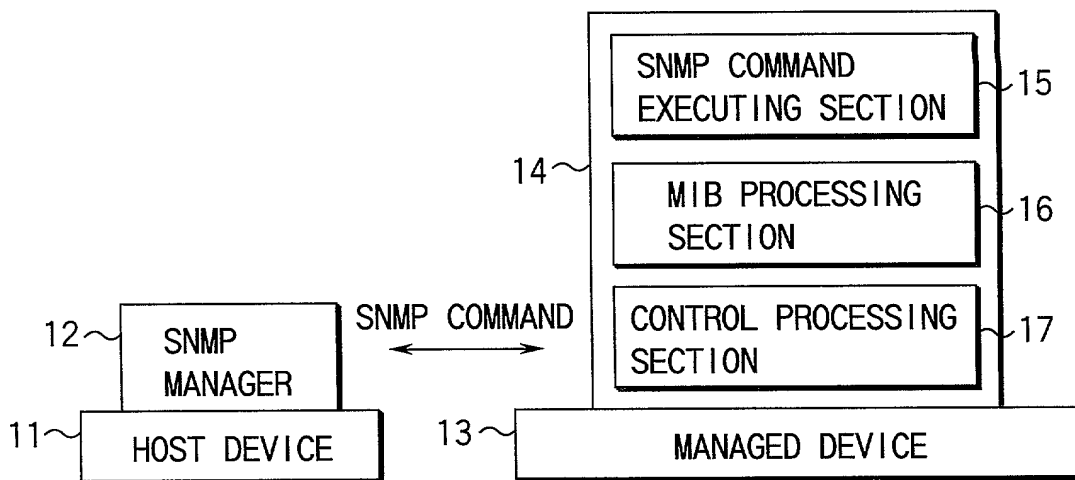 SNMP COMMAND
EXECUTING SECTION
15
14
MIB PROCESSING
SECTION
16
CONTROL PROCESSING
SECTION
17
12
SNMP
MANAGER
SNMP COMMAND
11
HOST DEVICE
13
MANAGED DEVICE